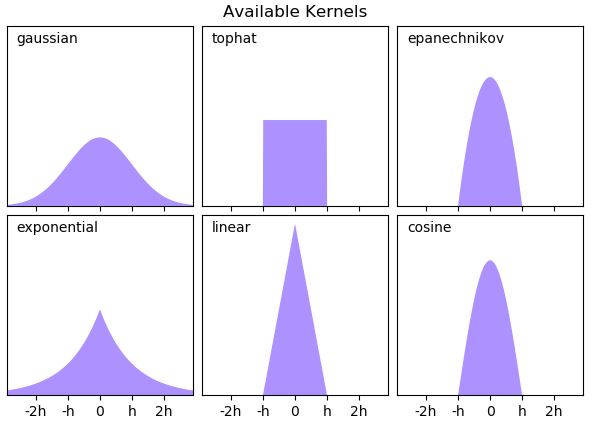 Available Kernels
gaussian
tophat
epanechnikov
exponential
linear
cosine
-2h -h 0 h 2h
-2h -h 0 h 2h
-2h -h 0 h 2h